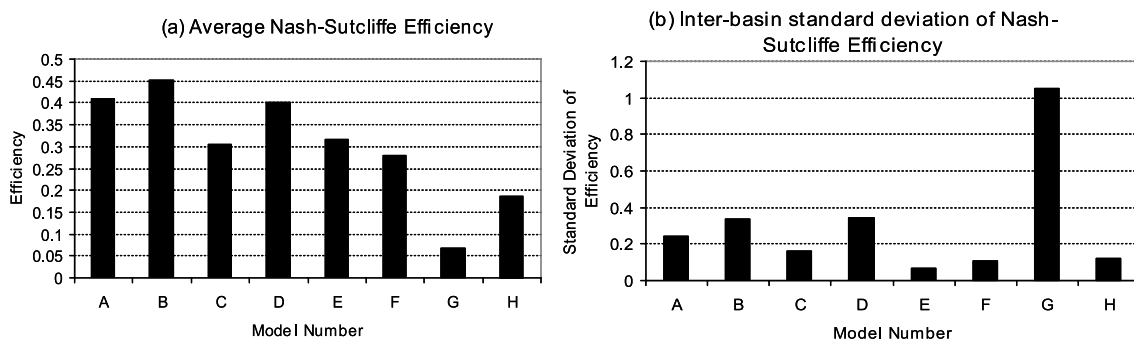 (a) Average Nash-Sutcliffe Efficiency
0.5
0.45
0.4
0.35
0.3
0.25
0.2
0.15
0.1
0.05
0
Efficiency
A B C D E F G H
Model Number
(b) Inter-basin standard deviation of Nash-
Sutcliffe Efficiency
1.2
1
0.8
0.6
0.4
0.2
0
Standard Deviation of
Efficiency
A B C D E F G H
Model Number